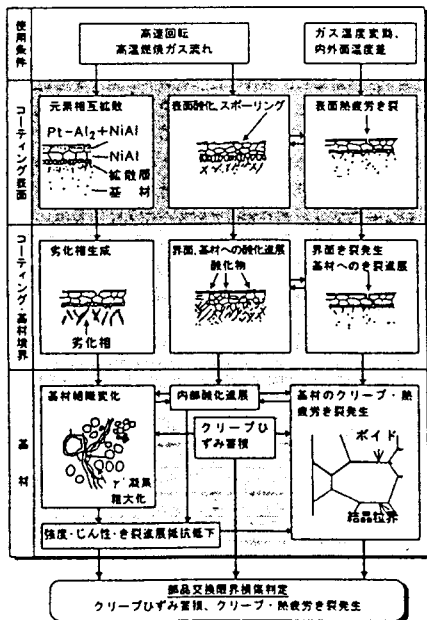 使用条件
高速回転
高温燃焼ガス流れ
ガス温度変動、
内外面温度差
コーティング表面
元素相互拡散
Pt-Al₂+NiAl
NiAl
拡散層
基材
表面酸化、スポーリング
表面熱疲労き裂
コーティング・基材境界
劣化相生成
劣化相
界面、基材への酸化進展
酸化物
界面き裂発生
基材へのき裂進展
基材
基材組織変化
γ'凝集
粗大化
内部酸化進展
クリープひ
ずみ蓄積
基材のクリープ・熱
疲労き裂発生
ボイド
結晶粒界
強度・じん性・き裂進展抵抗低下
部品交換限界損傷判定
クリープひずみ蓄積、クリープ・熱疲労き裂発生